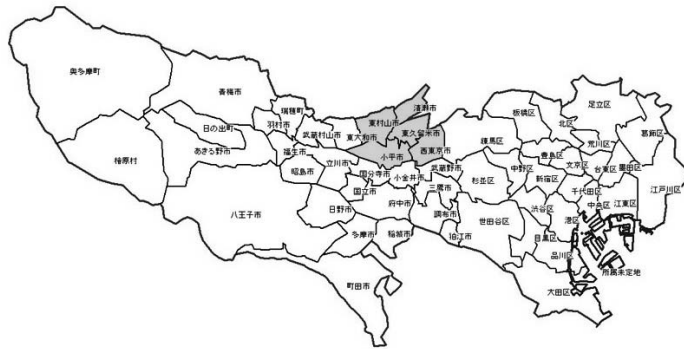 奥多摩町
青梅市
瑞穂町
羽村市
日の出町
あきる野市
檜原村
福生市
武蔵村山市
東大和市
東村山市
清瀬市
東久留米市
西東京市
小平市
立川市
昭島市
国分寺市
小金井市
武蔵野市
三鷹市
国立市
府中市
調布市
狛江市
八王子市
日野市
多摩市
稲城市
町田市
板橋区
北区
足立区
葛飾区
荒川区
練馬区
豊島区
文京区
台東区
墨田区
中野区
新宿区
杉並区
千代田区
中央区
江東区
江戸川区
渋谷区
港区
世田谷区
目黒区
品川区
大田区
所属未定地